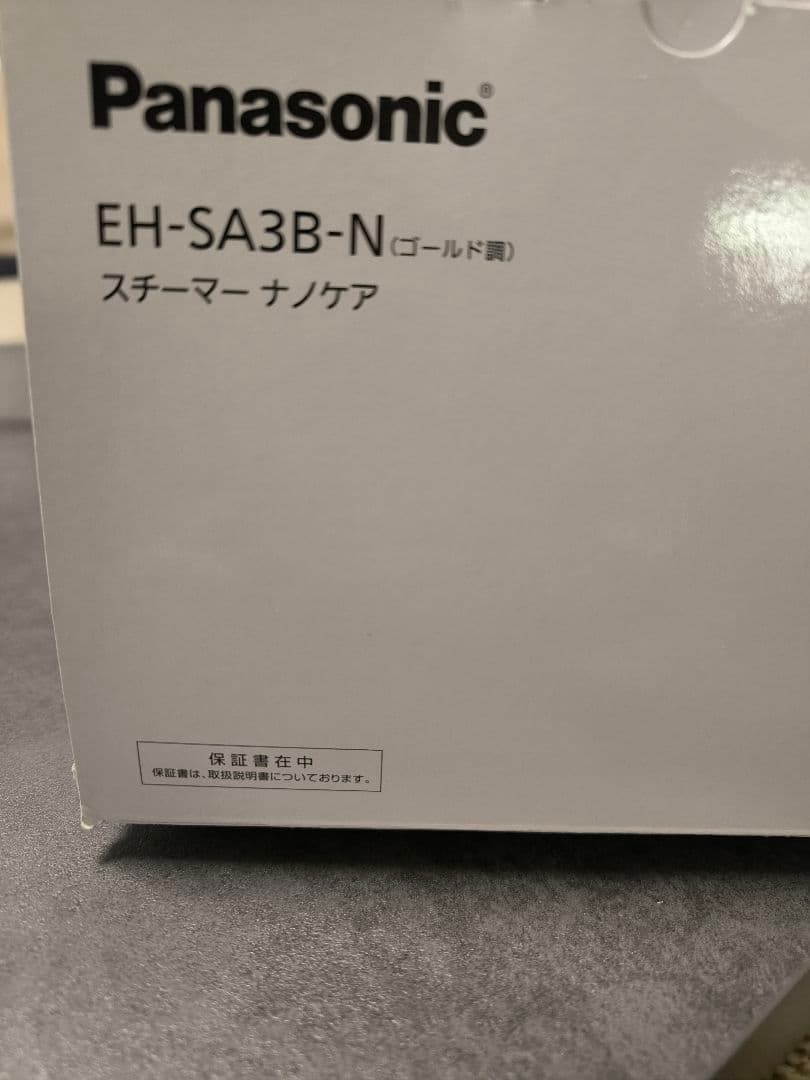 Panasonic®
EH-SA3B-N(ゴールド調)
スチーマー ナノケア
保証書在中
保証書は、取扱説明書についております。